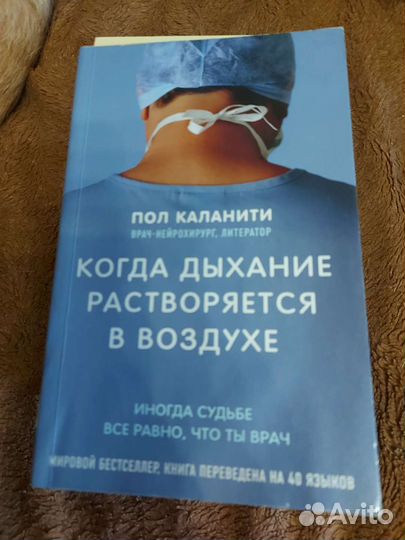 ПОЛ КАЛАНИТИ
ВРАЧ-НЕЙРОХИРУРГ, ЛИТЕРАТОР
КОГДА ДЫХАНИЕ
РАСТВОРЯЕТСЯ
В ВОЗДУХЕ
ИНОГДА СУДЬБЕ
ВСЕ РАВНО, ЧТО ТЫ ВРАЧ
МИРОВОЙ БЕСТСЕЛЛЕР, КНИГА ПЕРЕВЕДЕНА НА 40 ЯЗЫКОВ
Avito